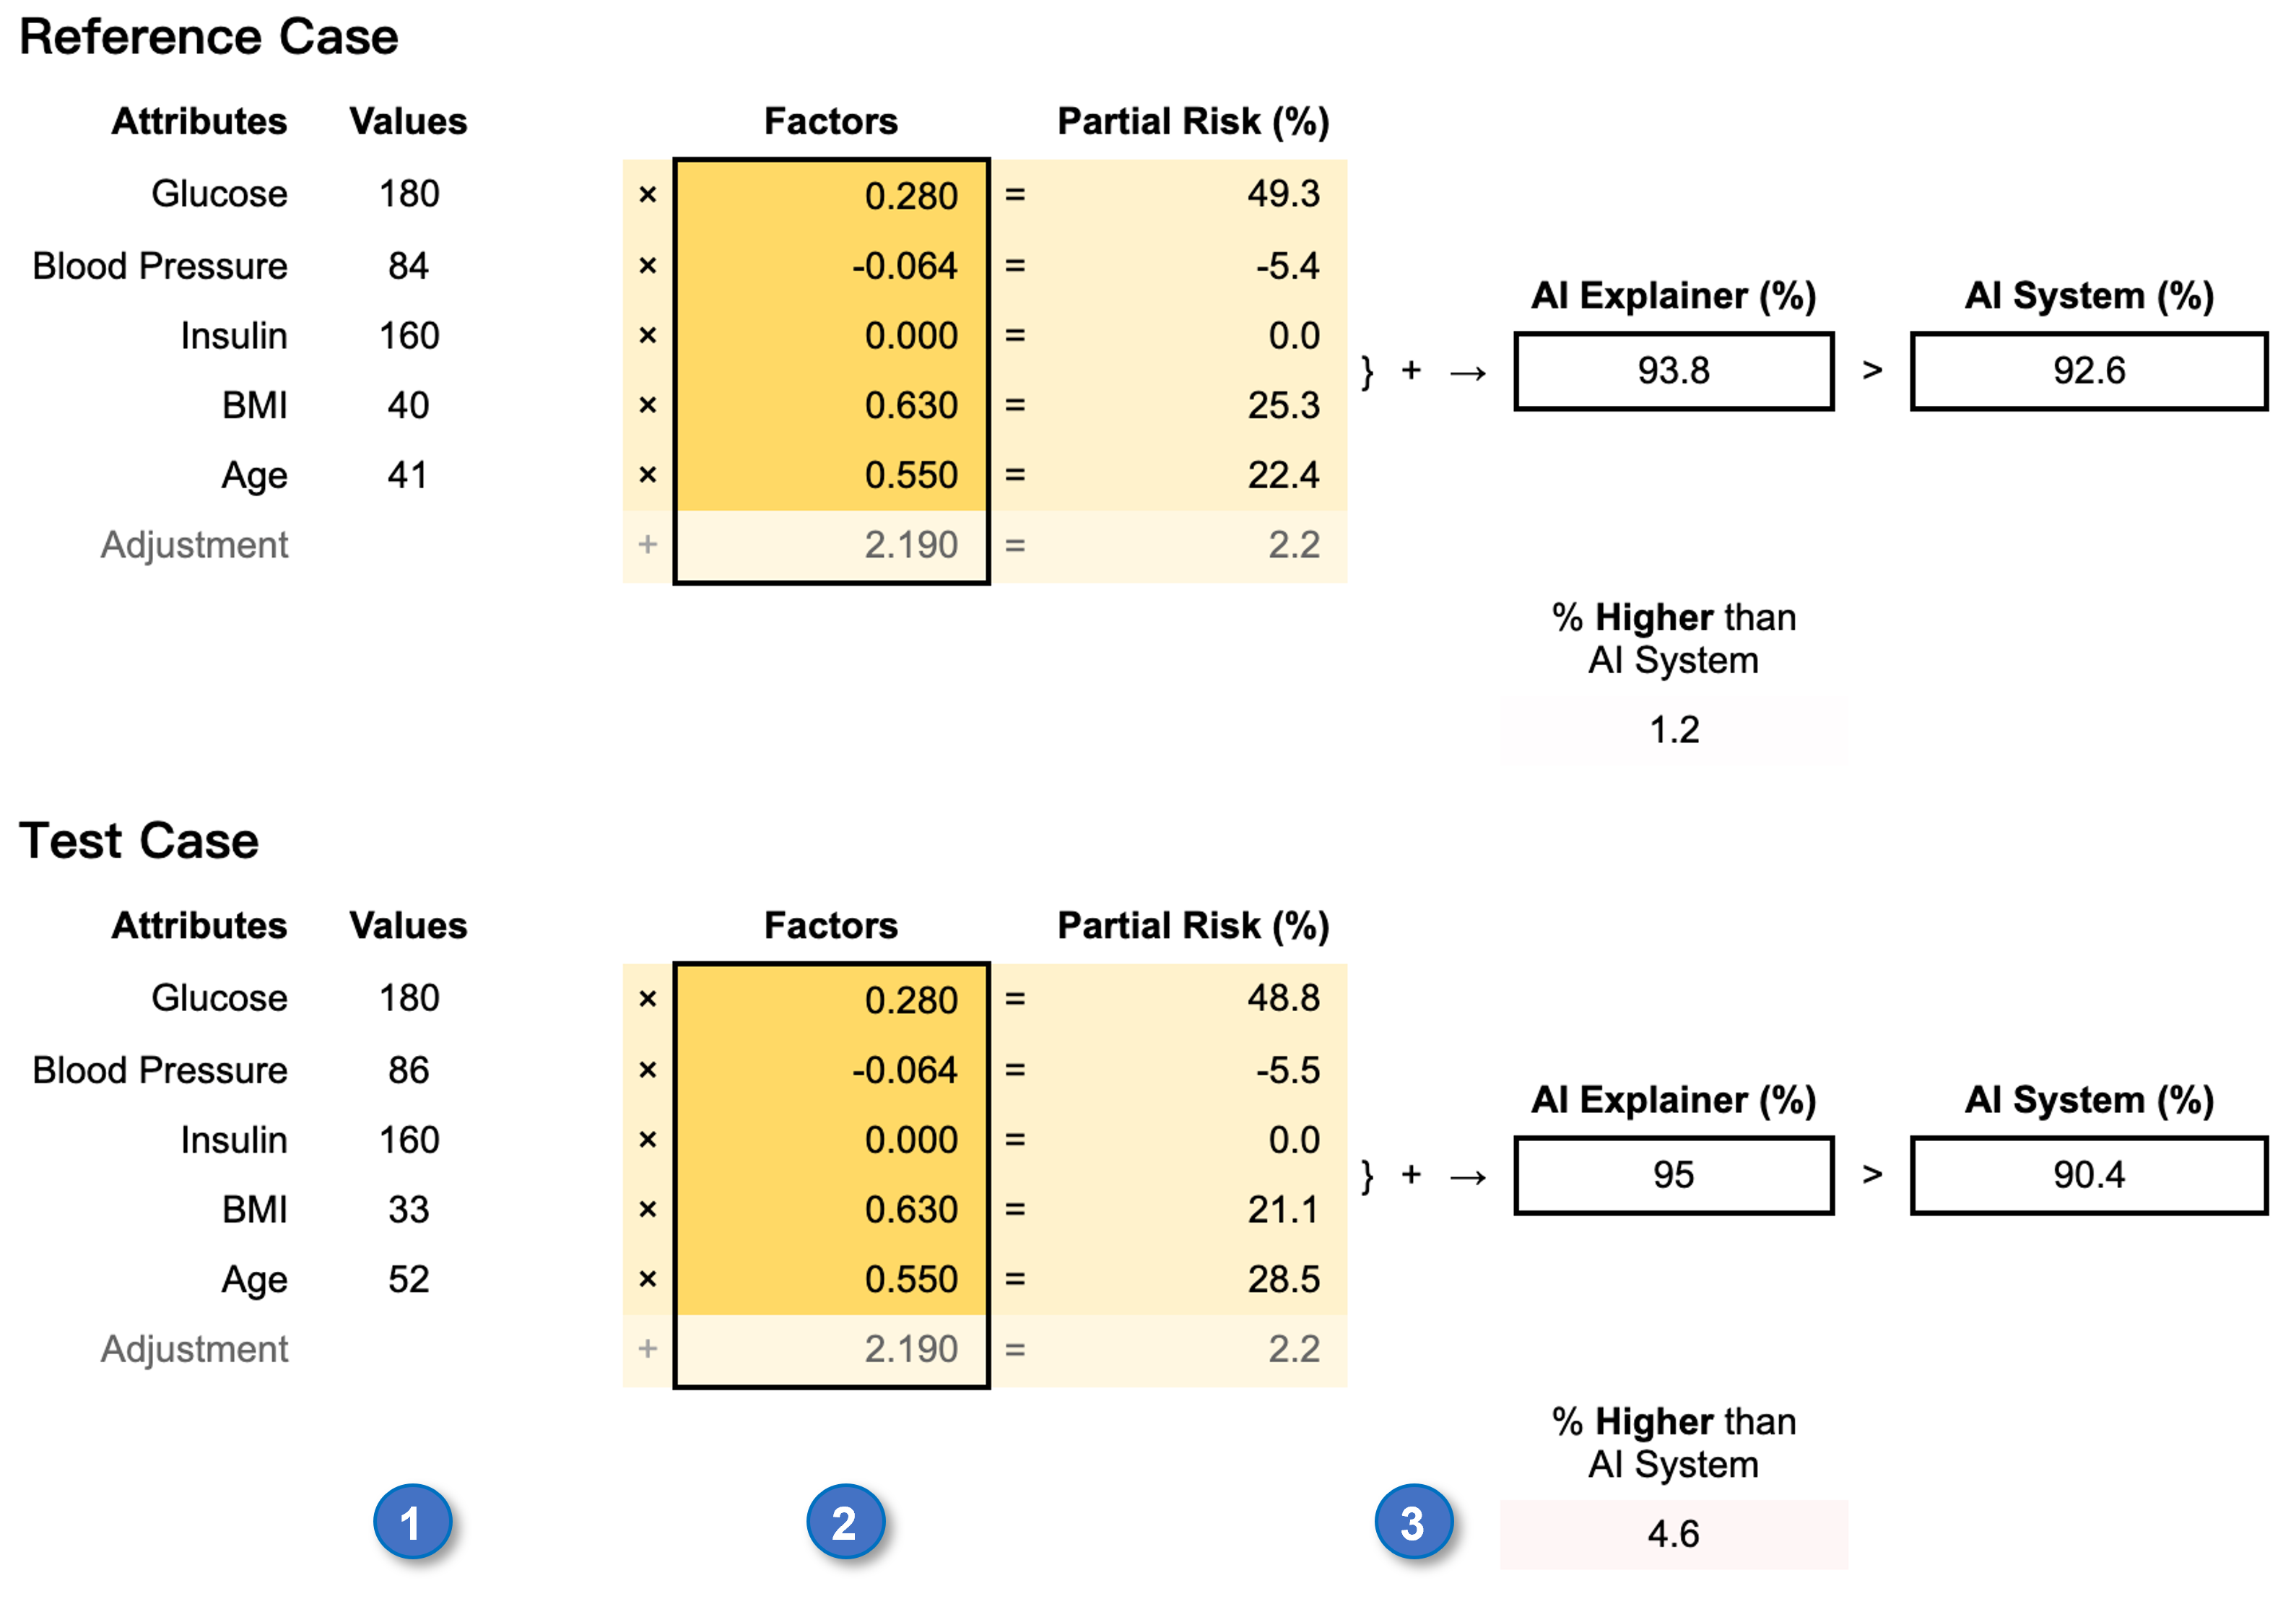 Reference Case
Attributes Values Factors Partial Risk (%)
Glucose 180 × 0.280 = 49.3
Blood Pressure 84 × -0.064 = -5.4
Insulin 160 × 0.000 = 0.0
BMI 40 × 0.630 = 25.3
Age 41 × 0.550 = 22.4
Adjustment + 2.190 = 2.2
AI Explainer (%) AI System (%)
} + → 93.8 > 92.6
% Higher than
AI System
1.2
Test Case
Attributes Values Factors Partial Risk (%)
Glucose 180 × 0.280 = 48.8
Blood Pressure 86 × -0.064 = -5.5
Insulin 160 × 0.000 = 0.0
BMI 33 × 0.630 = 21.1
Age 52 × 0.550 = 28.5
Adjustment + 2.190 = 2.2
AI Explainer (%) AI System (%)
} + → 95 > 90.4
% Higher than
AI System
4.6
1 2 3